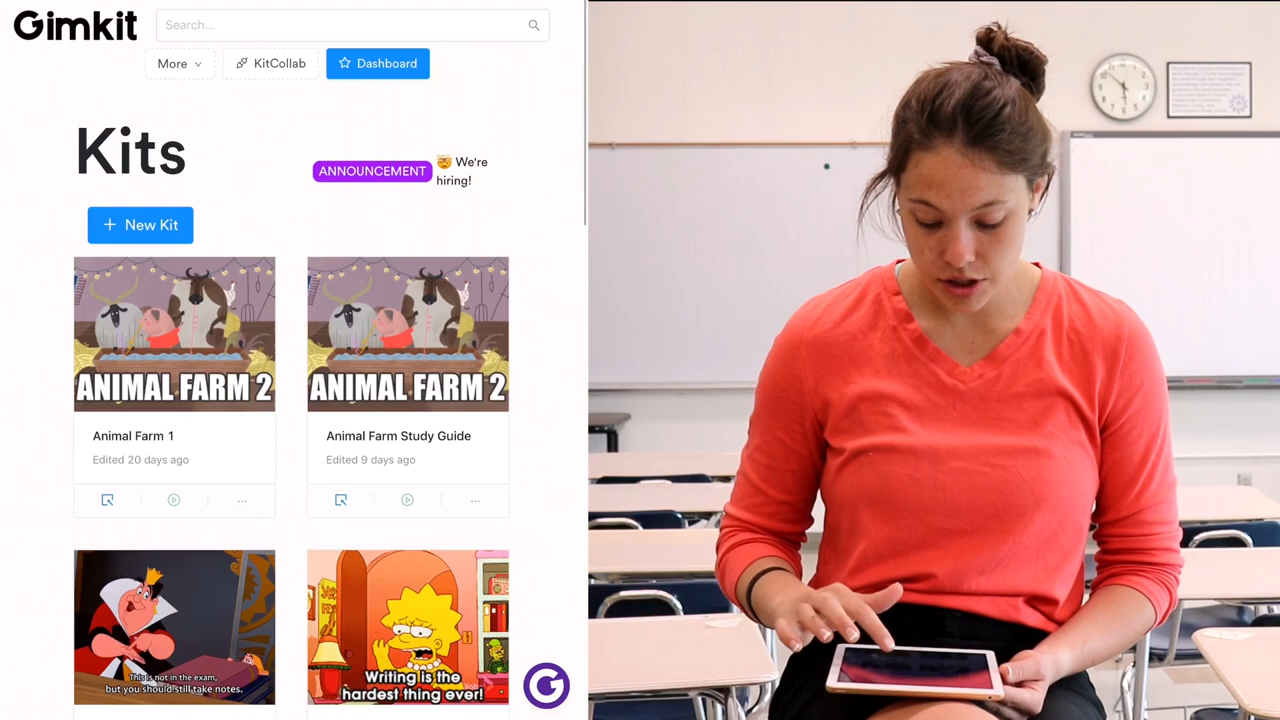 Gimkit
Search...
More
KitCollab
Dashboard
Kits
ANNOUNCEMENT 🤯 We're
hiring!
+ New Kit
ANIMAL FARM 2
ANIMAL FARM 2
Animal Farm 1
Edited 20 days ago
Animal Farm Study Guide
Edited 9 days ago
This is not in the exam,
but you should still take notes.
Writing is the
hardest thing ever!
G